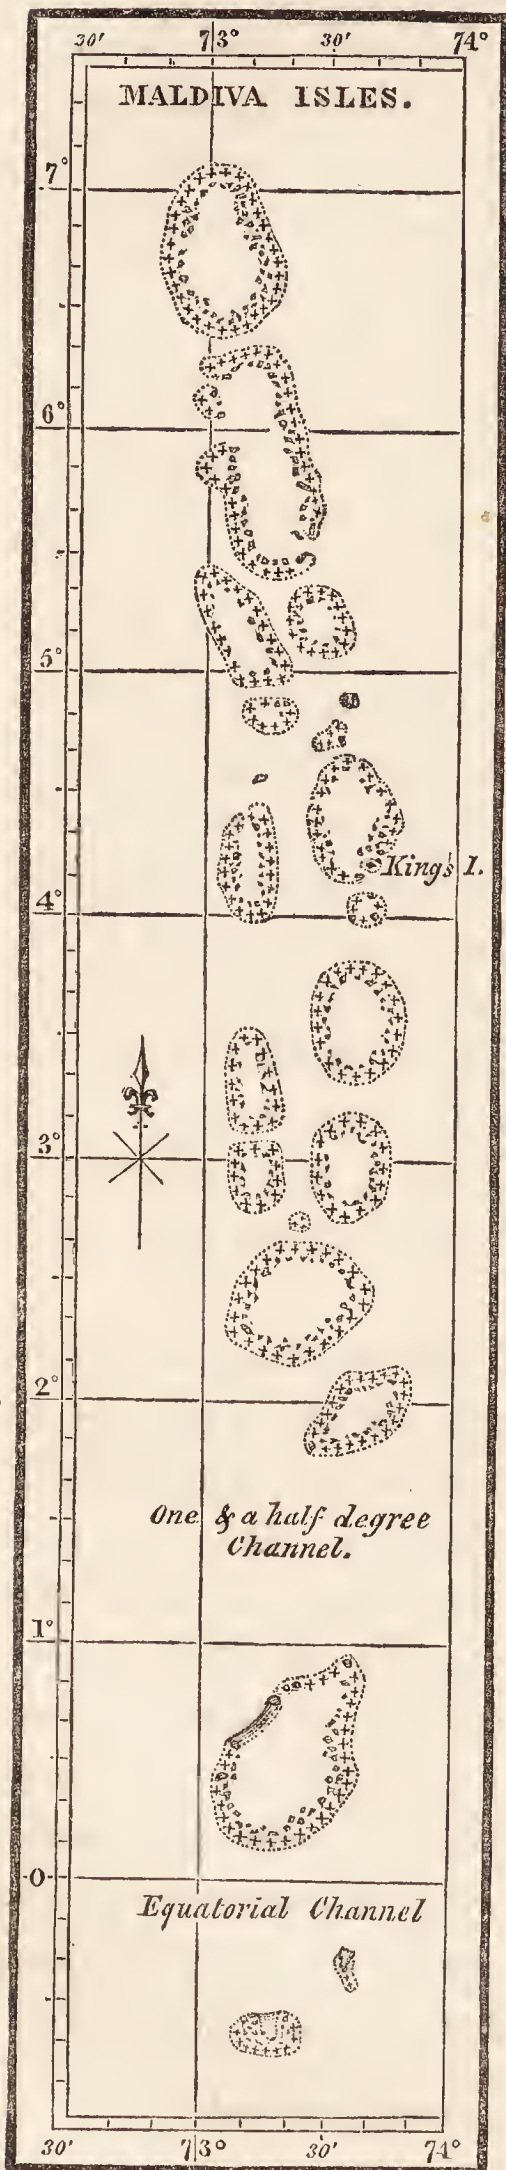 30' 73° 30' 74°
MALDIVA ISLES.
7°
6°
5°
King's I.
4°
3°
2°
One & a half degree
Channel.
1°
0
Equatorial Channel
30' 73° 30' 74°